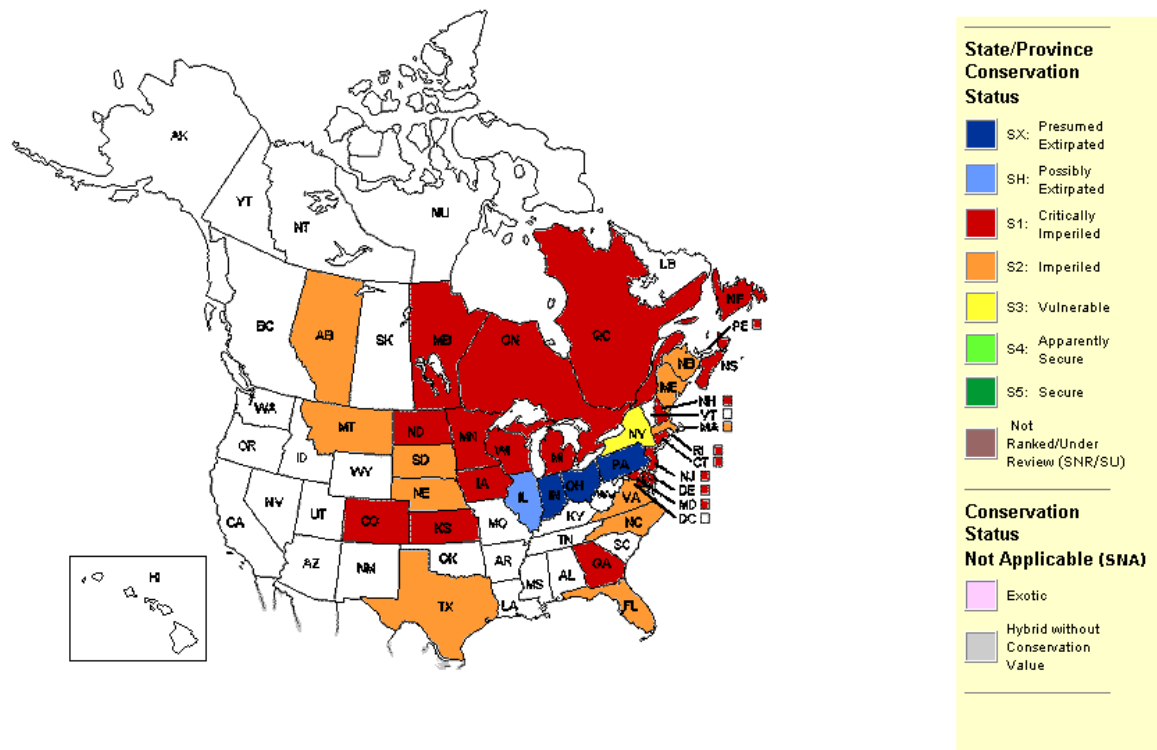 AK
YT
NT
NU
LB
BC
AB
SK
MB
ON
QC
NF
PE
NB
NS
ME
WA
MT
ND
MN
NH
VT
MA
OR
ID
WY
SD
WI
MI
NY
RI
CT
NV
UT
NE
IA
IL
IN
OH
PA
NJ
DE
MD
DC
CA
CO
KS
MO
KY
WV
VA
AZ
NM
OK
AR
TN
NC
SC
MS
AL
GA
TX
LA
FL
HI
State/Province
Conservation
Status
SX: Presumed
Extirpated
SH: Possibly
Extirpated
S1: Critically
Imperiled
S2: Imperiled
S3: Vulnerable
S4: Apparently
Secure
S5: Secure
Not
Ranked/Under
Review (SNR/SU)
Conservation
Status
Not Applicable (SNA)
Exotic
Hybrid without
Conservation
Value